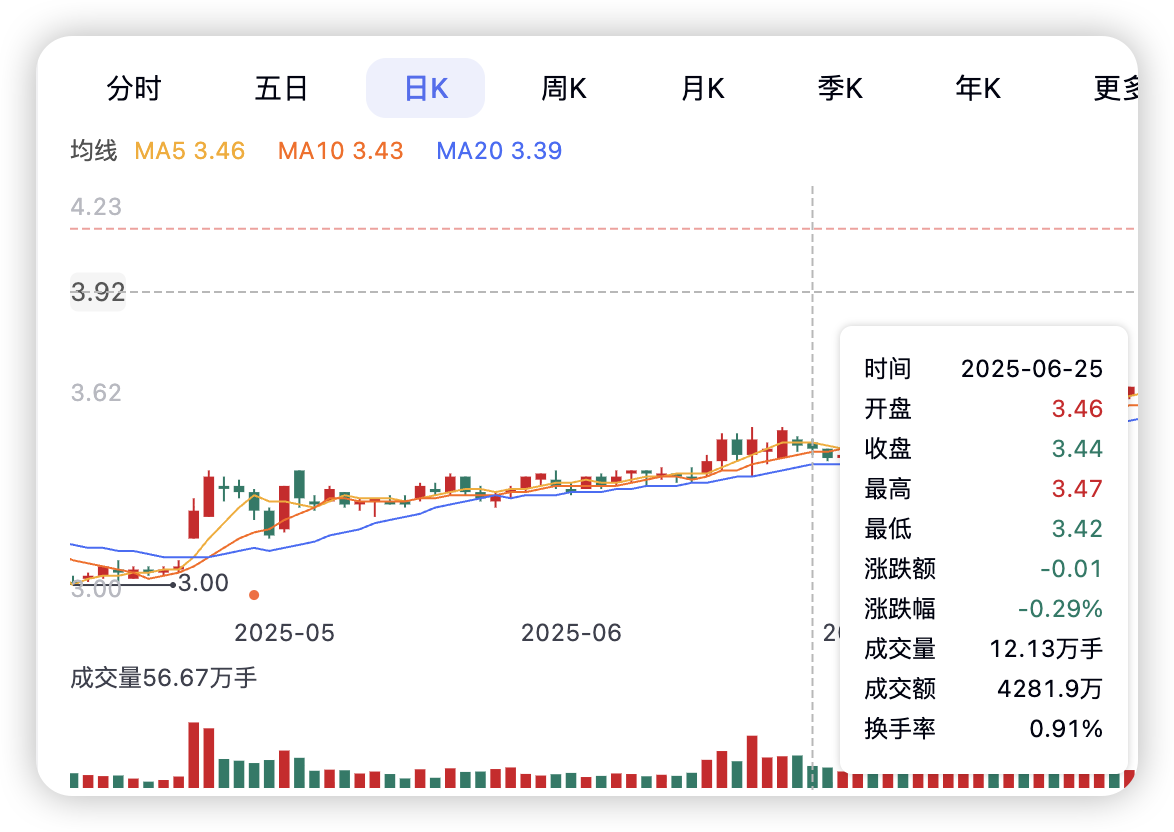 分时 五日 日K 周K 月K 季K 年K 更多
均线 MA5 3.46 MA10 3.43 MA20 3.39
4.23
3.92
3.62
3.00
3.00
2025-05 2025-06 20
成交量56.67万手
时间 2025-06-25
开盘 3.46
收盘 3.44
最高 3.47
最低 3.42
涨跌额 -0.01
涨跌幅 -0.29%
成交量 12.13万手
成交额 4281.9万
换手率 0.91%